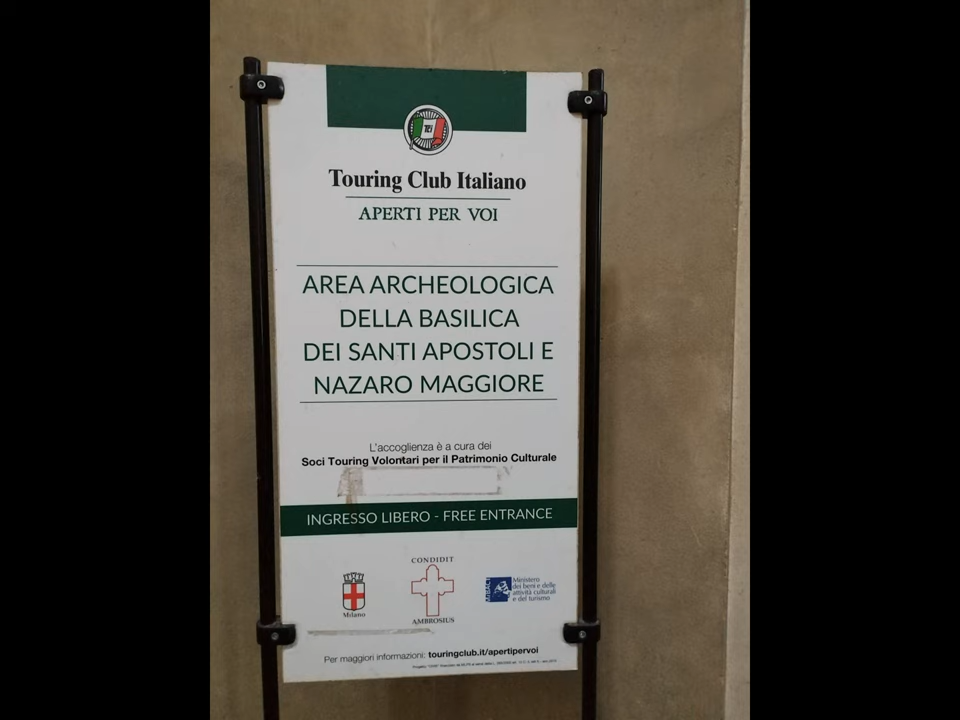 TCI
Touring Club Italiano
APERTI PER VOI
AREA ARCHEOLOGICA
DELLA BASILICA
DEI SANTI APOSTOLI E
NAZARO MAGGIORE
L'accoglienza è a cura dei
Soci Touring Volontari per il Patrimonio Culturale
INGRESSO LIBERO - FREE ENTRANCE
Milano
CONDIDIT
AMBROSIUS
MiBACT
Ministero
dei beni e delle
attività culturali
e del turismo
Per maggiori informazioni: touringclub.it/apertipervoi